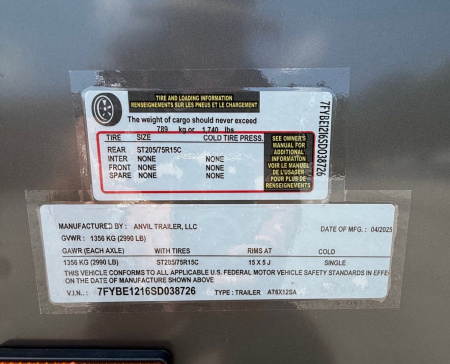 TIRE AND LOADING INFORMATION
RENSEIGNEMENTS SUR LES PNEUS ET LE CHARGEMENT
The weight of cargo should never exceed
789 kg or 1,740 lbs
TIRE SIZE COLD TIRE PRESS.
REAR ST205/75R15C
INTER NONE NONE
FRONT NONE NONE
SPARE NONE NONE
SEE OWNER'S
MANUAL FOR
ADDITIONAL
INFORMATION
VOIR LE MANUEL
DE L'USAGER
POUR PLUS DE
RENSEIGNEMENTS
7FYBE1216SD038726
MANUFACTURED BY : ANVIL TRAILER, LLC DATE OF MFG. : 04/2025
GVWR : 1356 KG (2990 LB)
GAWR (EACH AXLE) WITH TIRES RIMS AT COLD
1356 KG (2990 LB) ST205/75R15C 15 X 5 J SINGLE
THIS VEHICLE CONFORMS TO ALL APPLICABLE U.S. FEDERAL MOTOR VEHICLE SAFETY STANDARDS IN EFFE
ON THE DATE OF MANUFACTURE SHOWN ABOVE
V.I.N. : 7FYBE1216SD038726 TYPE : TRAILER AT6X12SA